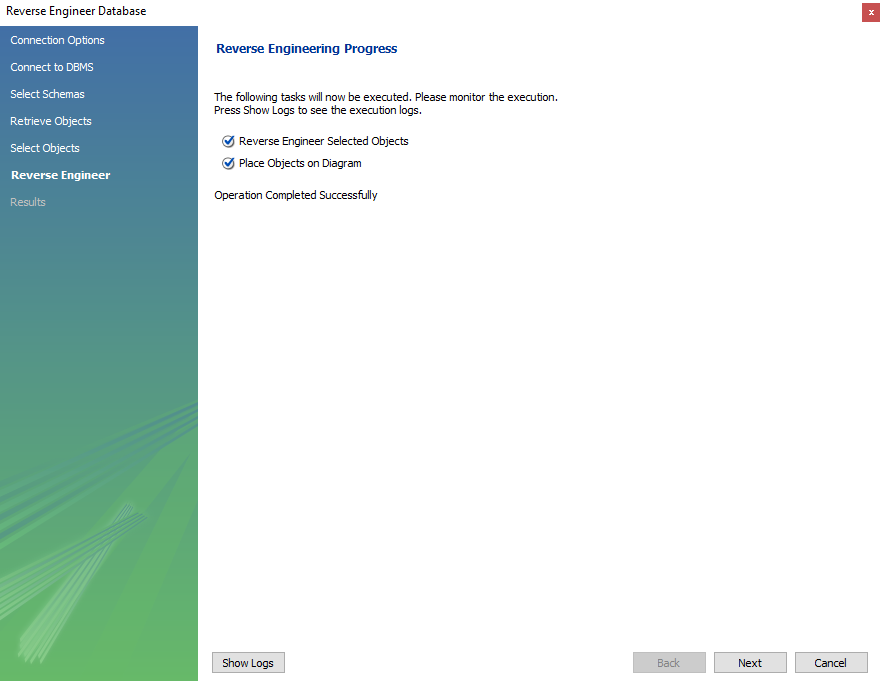 Reverse Engineer Database
x
Connection Options
Connect to DBMS
Select Schemas
Retrieve Objects
Select Objects
Reverse Engineer
Results
Reverse Engineering Progress
The following tasks will now be executed. Please monitor the execution.
Press Show Logs to see the execution logs.
Reverse Engineer Selected Objects
Place Objects on Diagram
Operation Completed Successfully
Show Logs
Back
Next
Cancel